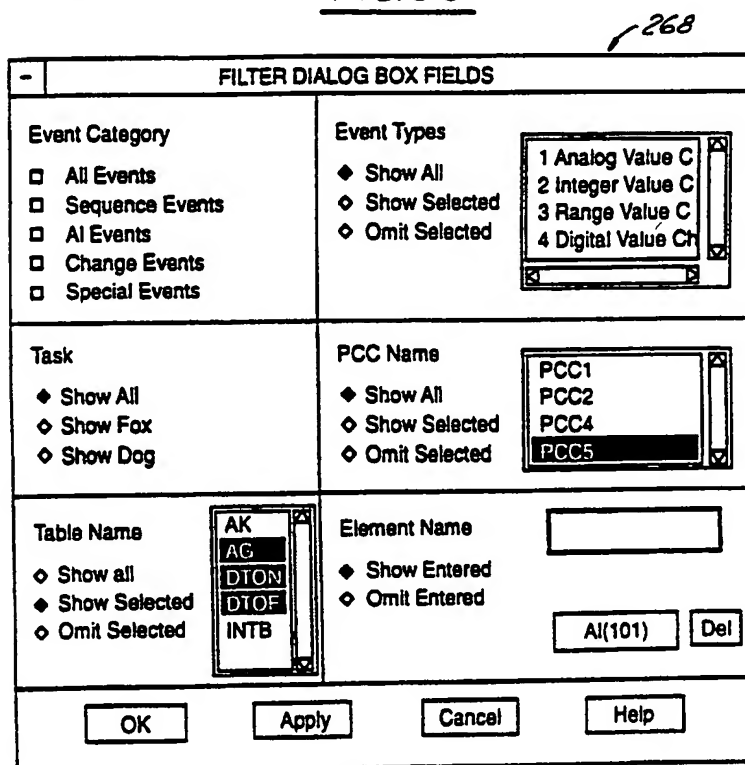 268
FILTER DIALOG BOX FIELDS
Event Category
All Events
Sequence Events
AI Events
Change Events
Special Events
Event Types
Show All
Show Selected
Omit Selected
1 Analog Value C
2 Integer Value C
3 Range Value C
4 Digital Value Ch
Task
Show All
Show Fox
Show Dog
PCC Name
Show All
Show Selected
Omit Selected
PCC1
PCC2
PCC4
PCC5
Table Name
Show all
Show Selected
Omit Selected
AK
AG
DTON
DTOF
INTB
Element Name
Show Entered
Omit Entered
AI(101)
Del
OK
Apply
Cancel
Help